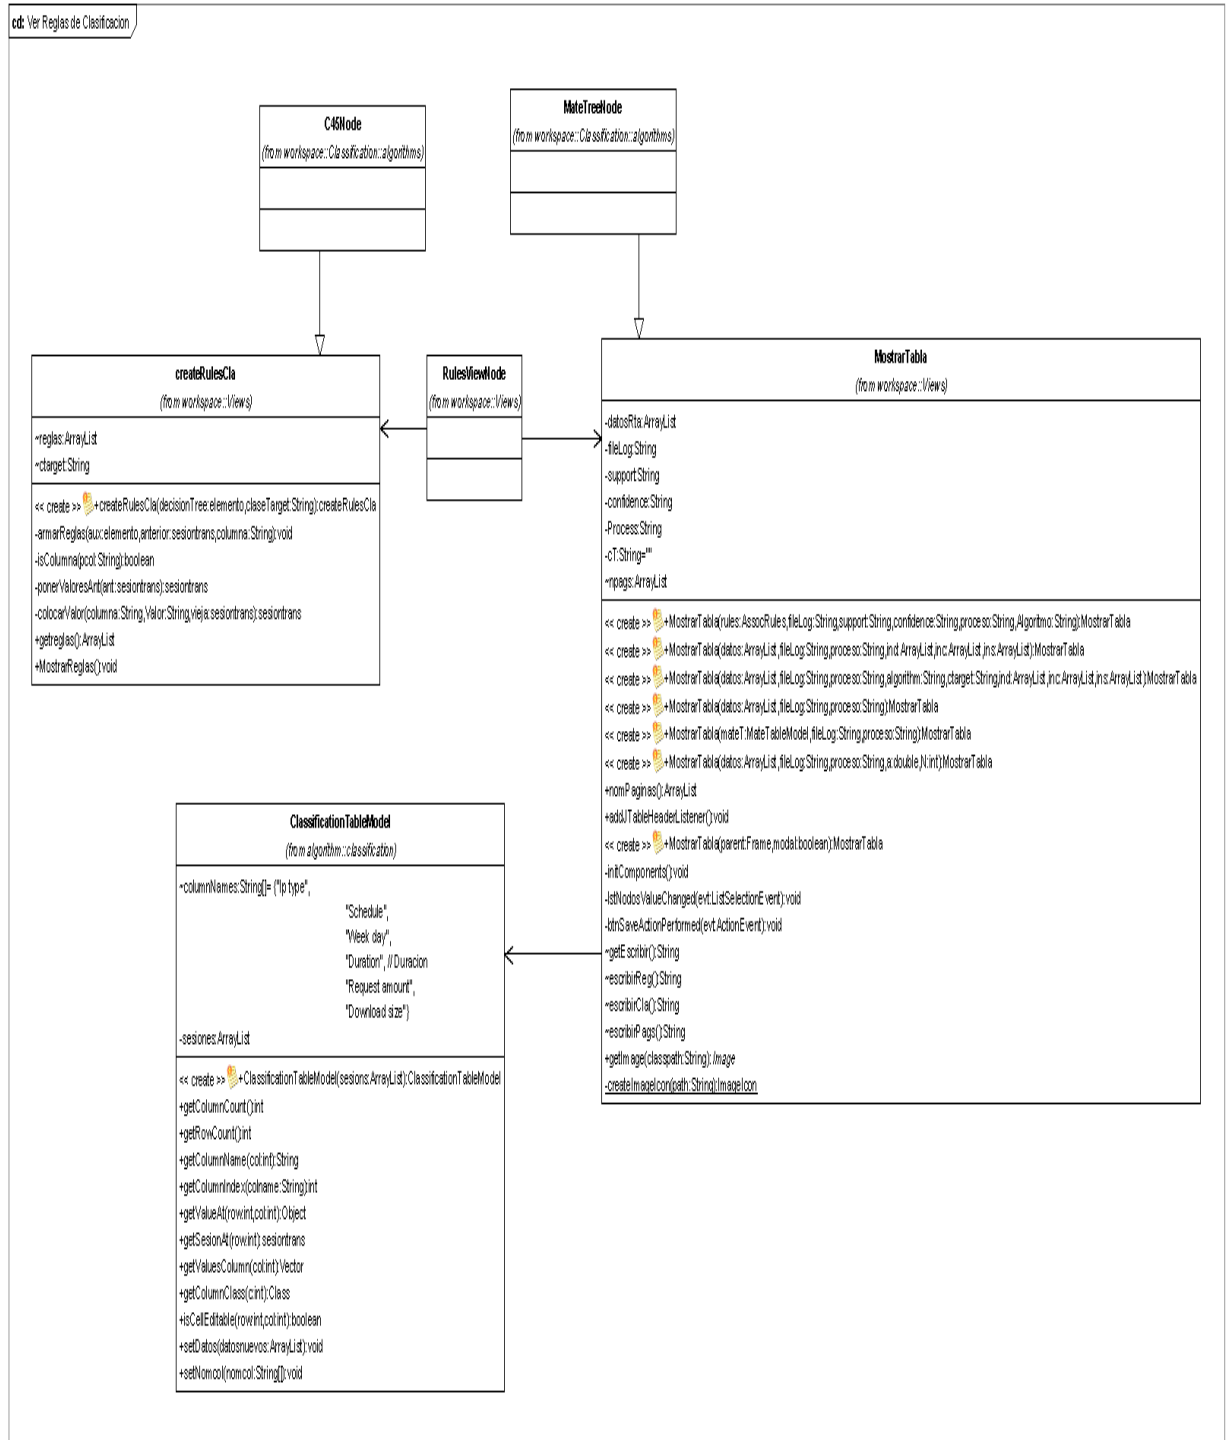 cd: Ver Reglas de Clasificacion
C45Node
(from workspace::Classification::algorithms)
MateTreeNode
(from workspace::Classification::algorithms)
createRulesCla
(from workspace::Views)
~reglas:ArrayList
~ctarget:String
<< create >> +createRulesCla(decisionTree:elemento,claseTarget:String):createRulesCla
-armarReglas(aux:elemento,anterior:sesiontrans,columna:String):void
-isColumna(pcol:String):boolean
-ponerValoresAnt(ant:sesiontrans):sesiontrans
-colocarValor(columna:String,Valor:String,vieja:sesiontrans):sesiontrans
+getreglas():ArrayList
+MostrarReglas():void
RulesViewNode
(from workspace::Views)
MostrarTabla
(from workspace::Views)
-datosRta:ArrayList
-fileLog:String
-support:String
-confidence:String
-Process:String
-cT:String=""
~npags:ArrayList
<< create >> +MostrarTabla(rules:AssocRules,fileLog:String,support:String,confidence:String,proceso:String,Algoritmo:String):MostrarTabla
<< create >> +MostrarTabla(datos:ArrayList,fileLog:String,proceso:String,ind:ArrayList,inc:ArrayList,ins:ArrayList):MostrarTabla
<< create >> +MostrarTabla(datos:ArrayList,fileLog:String,proceso:String,algorithm:String,ctarget:String,ind:ArrayList,inc:ArrayList,ins:ArrayList):MostrarTabla
<< create >> +MostrarTabla(datos:ArrayList,fileLog:String,proceso:String):MostrarTabla
<< create >> +MostrarTabla(mateT:MateTableModel,fileLog:String,proceso:String):MostrarTabla
<< create >> +MostrarTabla(datos:ArrayList,fileLog:String,proceso:String,a:double,N:int):MostrarTabla
+nomPaginas():ArrayList
+addJTableHeaderListener():void
<< create >> +MostrarTabla(parent:Frame,modal:boolean):MostrarTabla
-initComponents():void
-lstNodosValueChanged(evt:ListSelectionEvent):void
-btnSaveActionPerformed(evt:ActionEvent):void
~getEscribir():String
~escribirReg():String
~escribirCla():String
~escribirPags():String
+getImage(classpath:String):Image
-createImageIcon(path:String):ImageIcon
ClassificationTableModel
(from algorithm::classification)
~columnNames:String[]= {"Ip type",
"Schedule",
"Week day",
"Duration", // Duracion
"Request amount",
"Download size"}
-sesiones:ArrayList
<< create >> +ClassificationTableModel(sesions:ArrayList):ClassificationTableModel
+getColumnCount():int
+getRowCount():int
+getColumnName(col:int):String
+getColumnIndex(colname:String):int
+getValueAt(row:int,col:int):Object
+getSesionAt(row:int):sesiontrans
+getValuesColumn(col:int):Vector
+getColumnClass(c:int):Class
+isCellEditable(row:int,col:int):boolean
+setDatos(datosnuevos:ArrayList):void
+setNomcol(nomcol:String[]):void